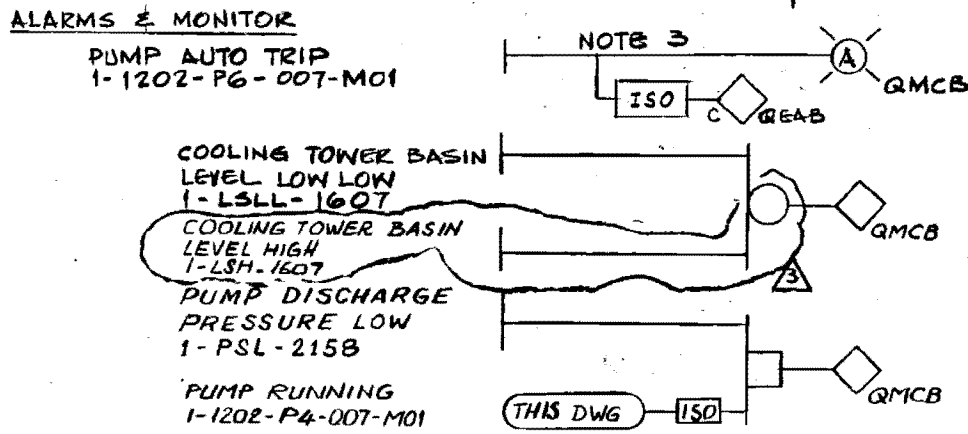 ALARMS & MONITOR
PUMP AUTO TRIP
1-1202-P6-007-M01
NOTE 3
A
QMCB
ISO
C
QEAB
COOLING TOWER BASIN
LEVEL LOW LOW
1-LSLL-1607
COOLING TOWER BASIN
LEVEL HIGH
1-LSH-1607
QMCB
3
PUMP DISCHARGE
PRESSURE LOW
1-PSL-2158
QMCB
PUMP RUNNING
1-1202-P4-007-M01
THIS DWG
ISO